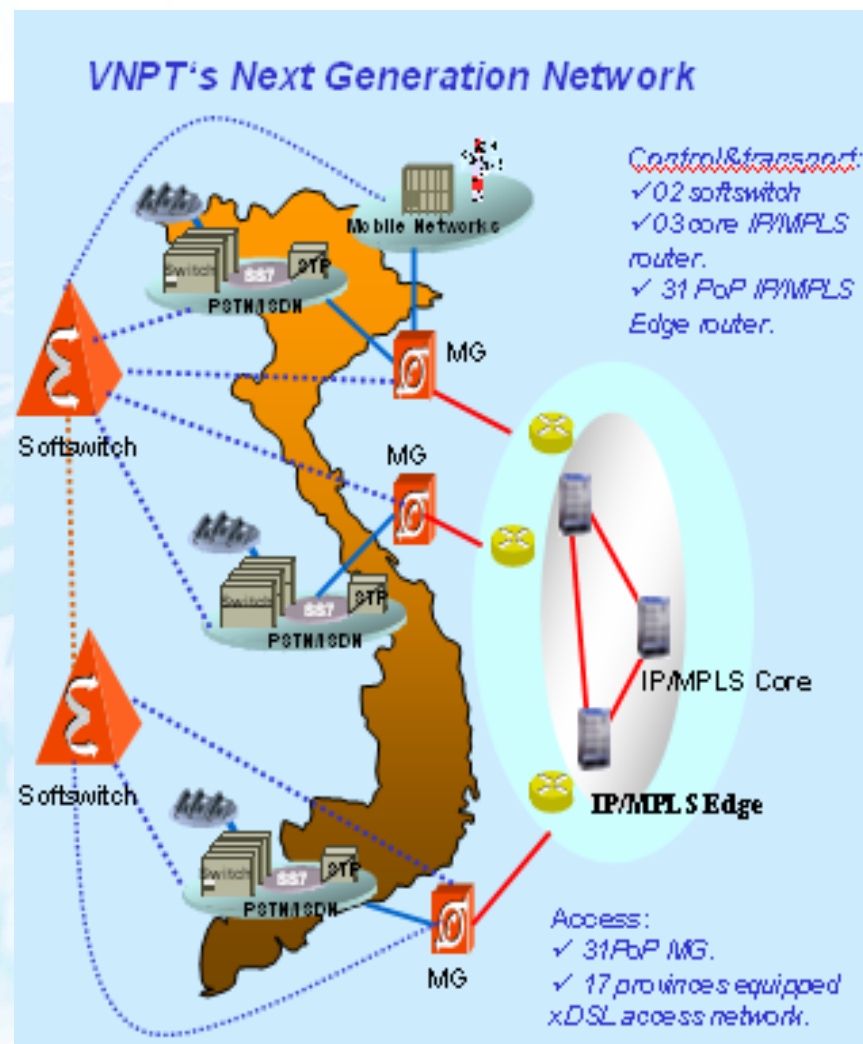 VNPT's Next Generation Network
Control&transport:
✓ 02 softswitch
✓ 03 core IP/MPLS
router.
✓ 31 PoP IP/MPLS
Edge router.
Mobile Networks
Switch
SS7
STP
PSTN/ISDN
MG
Softswitch
MG
Switch
SS7
STP
PSTN/ISDN
IP/MPLS Core
Softswitch
IP/MPLS Edge
Switch
SS7
STP
PSTN/ISDN
MG
Access:
✓ 31PoP MG.
✓ 17 provinces equipped
xDSL access network.